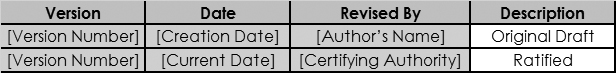 Version Date Revised By Description
[Version Number] [Creation Date] [Author's Name] Original Draft
[Version Number] [Current Date] [Certifying Authority] Ratified